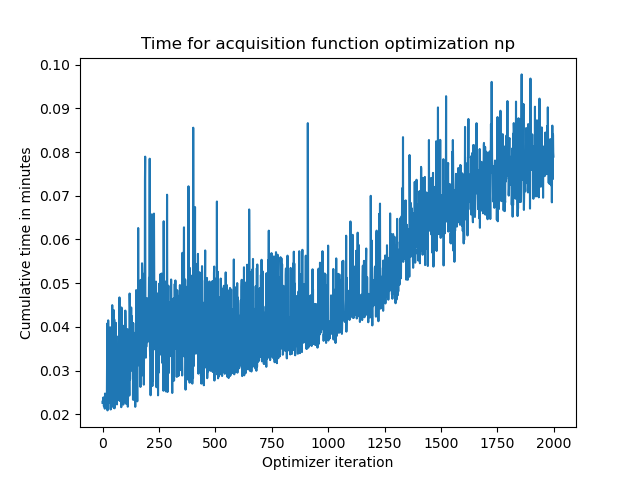 Time for acquisition function optimization np
Cumulative time in minutes
0.10
0.09
0.08
0.07
0.06
0.05
0.04
0.03
0.02
0 250 500 750 1000 1250 1500 1750 2000
Optimizer iteration